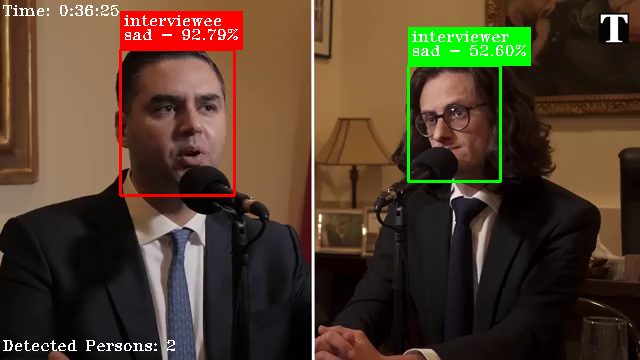 Time: 0:36:25
interviewee
sad - 92.79%
interviewer
sad - 52.60%
T
Detected Persons: 2